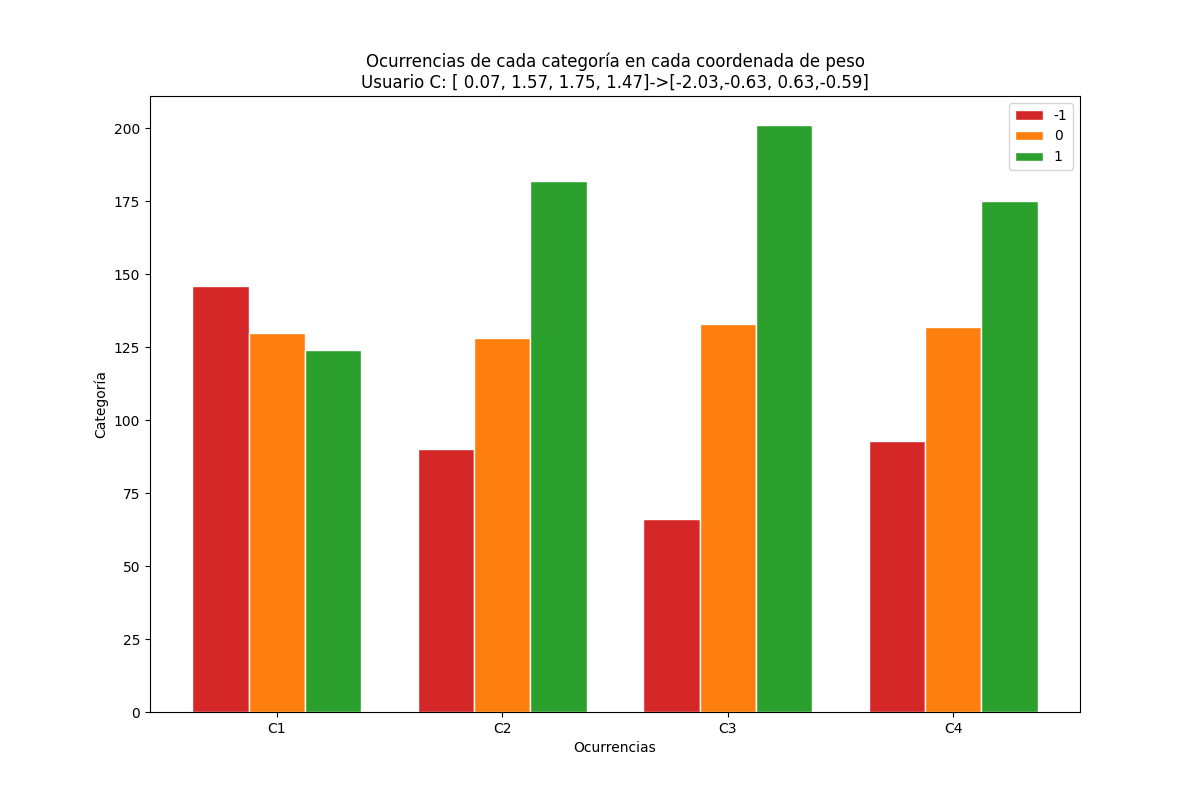 Ocurrencias de cada categoría en cada coordenada de peso
Usuario C: [ 0.07, 1.57, 1.75, 1.47]->[-2.03,-0.63, 0.63,-0.59]
-1
0
1
200
175
150
125
100
75
50
25
0
Categoría
C1 C2 C3 C4
Ocurrencias